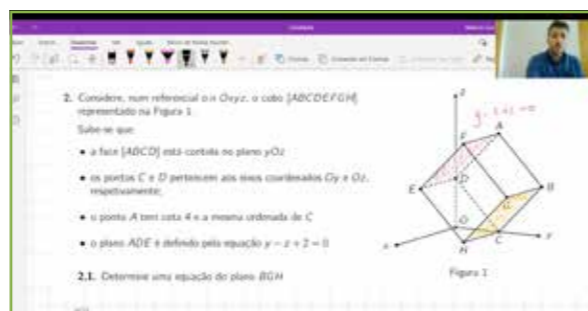 2. Considere, num referencial o.n. Oxyz, o cubo [ABCDEFGH]
representado na Figura 1.
Sabe-se que:
• a face [ABCD] está contida no plano yOz
• os pontos C e D pertencem aos eixos coordenados Oy e Oz,
respetivamente;
• o ponto A tem cota 4 e a mesma ordenada de C
• o plano ADE é definido pela equação y − z + 2 = 0
2.1. Determine uma equação do plano BGH
z
y - z+2 =0
F
A
E
D
B
G
O
C
x
H
y
Figura 1